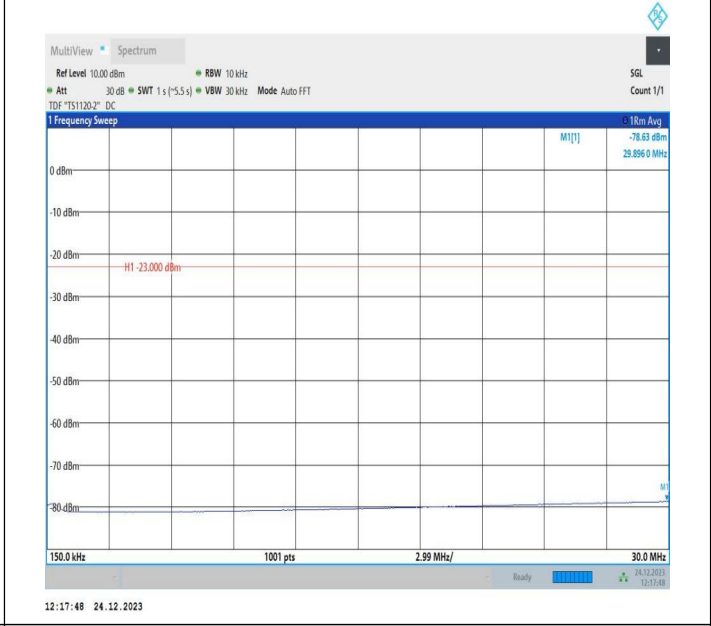 R S
MultiView Spectrum
Ref Level 10.00 dBm RBW 10 kHz SGL
Att 30 dB SWT 1 s (~5.5 s) VBW 30 kHz Mode Auto FFT Count 1/1
TDF "TS1120-2" DC
1 Frequency Sweep 1Rm Avg
M1[1] -78.63 dBm
29.896 0 MHz
0 dBm
-10 dBm
-20 dBm
H1 -23.000 dBm
-30 dBm
-40 dBm
-50 dBm
-60 dBm
-70 dBm
M1
-80 dBm
150.0 kHz 1001 pts 2.99 MHz/ 30.0 MHz
Ready 24.12.2023
12:17:48
12:17:48 24.12.2023